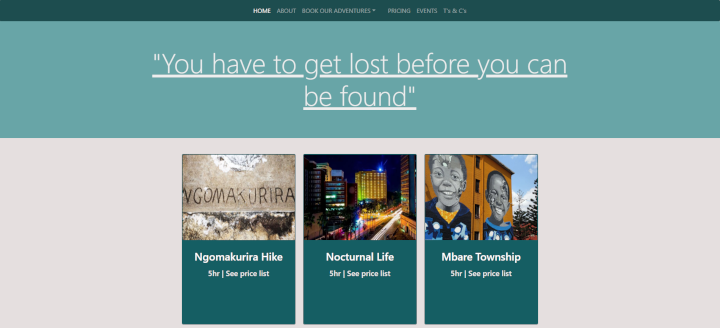 HOME ABOUT BOOK OUR ADVENTURES PRICING EVENTS T's & C's
"You have to get lost before you can
be found"
NGOMAKURIRA
Ngomakurira Hike
5hr | See price list
Nocturnal Life
5hr | See price list
Mbare Township
5hr | See price list